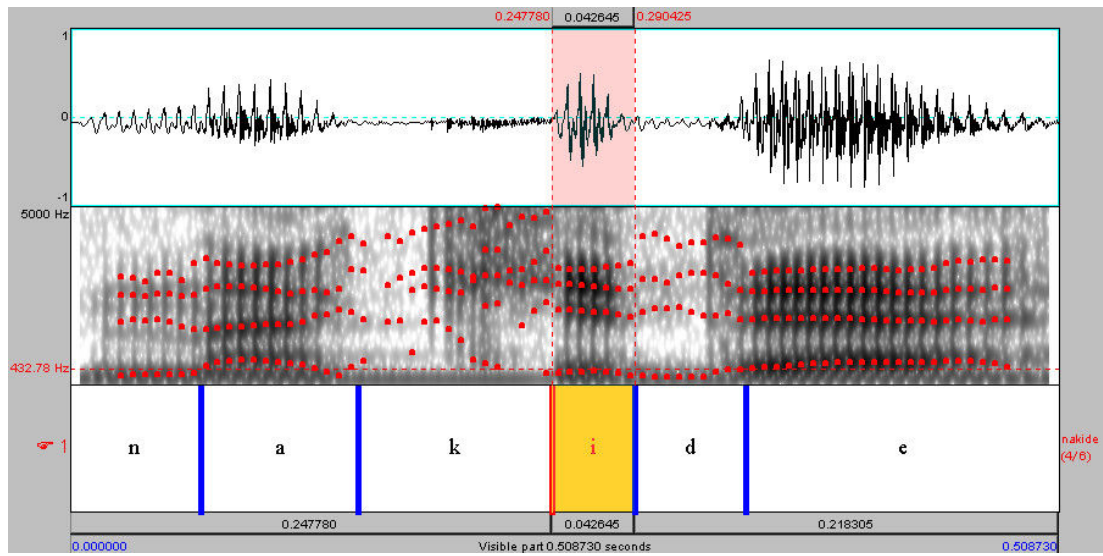 0.247780 0.042645 0.290425
1
0
-1
5000 Hz
432.78 Hz
☞ 1 n a k i d e nakide
(4/6)
0.247780 0.042645 0.218305
0.000000 Visible part 0.508730 seconds 0.508730